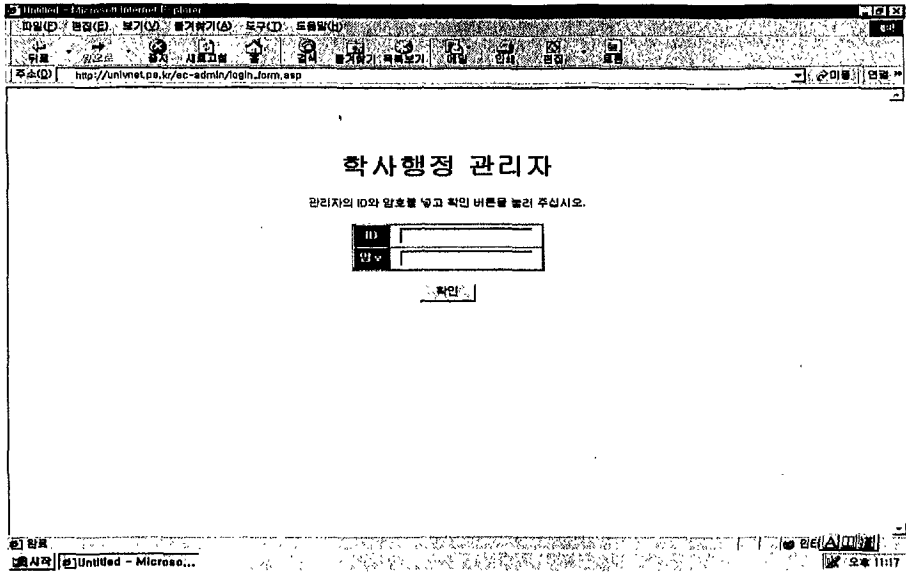 Untitled - Microsoft Internet Explorer
파일(F) 편집(E) 보기(V) 즐겨찾기(A) 도구(T) 도움말(H)
뒤로 앞으로 중지 새로고침 홈 검색 즐겨찾기 목록보기 메일 인쇄 편집 토론
주소(D) http://univnet.pe.kr/ec-admin/login_form.asp 이동 연결 »
학사행정 관리자
관리자의 ID와 암호를 넣고 확인 버튼을 눌러 주십시오.
ID
암호
확인
완료 인터
시작 Untitled - Microso... 오후 11:17